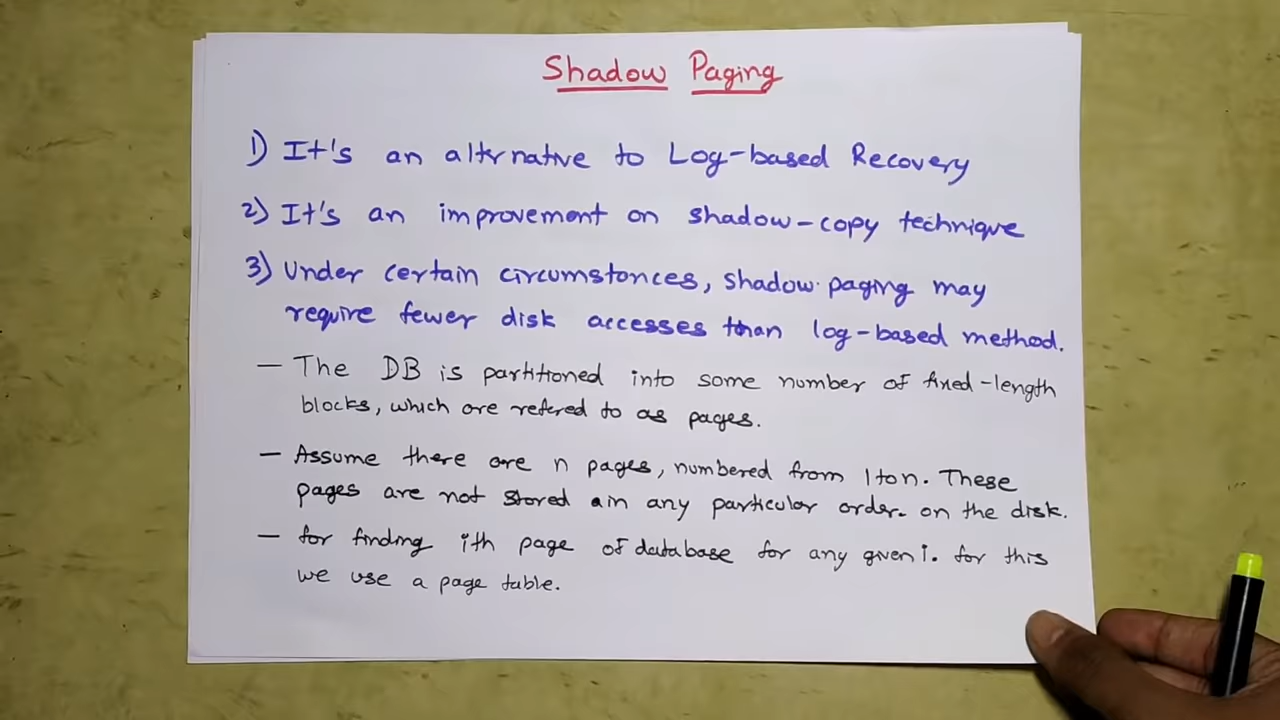 Shadow Paging
1) It's an altrnative to Log-based Recovery
2) It's an improvement on shadow-copy technique
3) Under certain circumstances, shadow paging may
require fewer disk accesses than log-based method.
- The DB is partitioned into some number of fixed-length
blocks, which are refered to as pages.
- Assume there are n pages, numbered from 1 to n. These
pages are not stored in any particular order. on the disk.
- for finding ith page of database for any given i. for this
we use a page table.